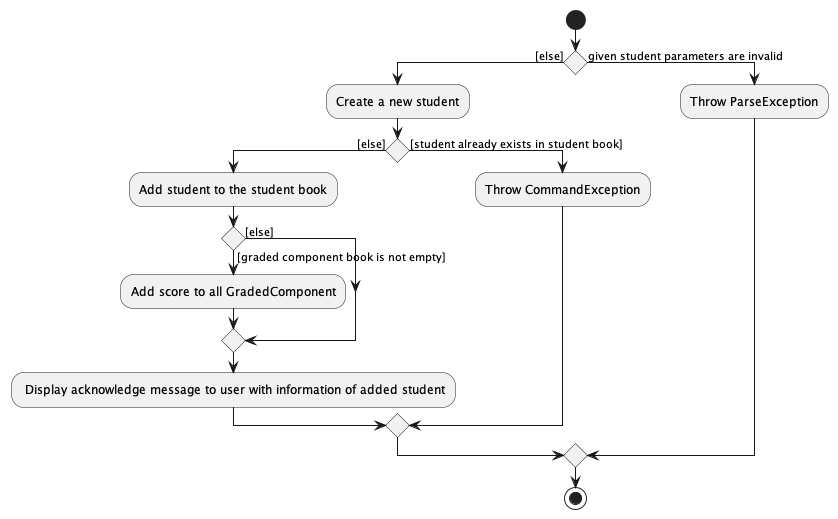 [else]
given student parameters are invalid
Create a new student
Throw ParseException
[else]
[student already exists in student book]
Add student to the student book
Throw CommandException
[else]
[graded component book is not empty]
Add score to all GradedComponent
Display acknowledge message to user with information of added student